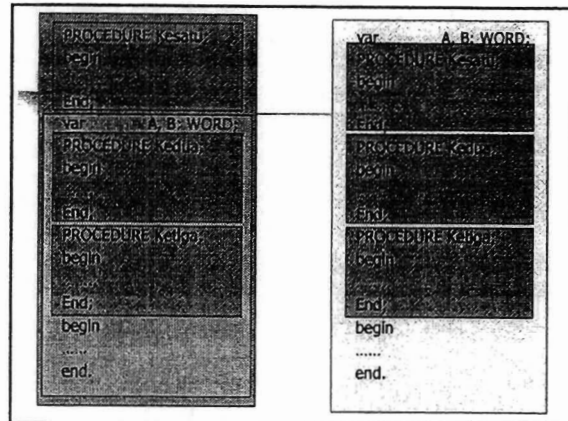 PROCEDURE Kesatu;
begin
End;
var A, B: WORD;
PROCEDURE Kedua;
begin
......
End.
PROCEDURE Ketiga;
begin
......
End;
begin
......
end.
var A, B: WORD;
PROCEDURE Kesatu;
begin
End;
PROCEDURE Kedua;
begin
End;
PROCEDURE Ketiga;
begin
......
End;
begin
......
end.